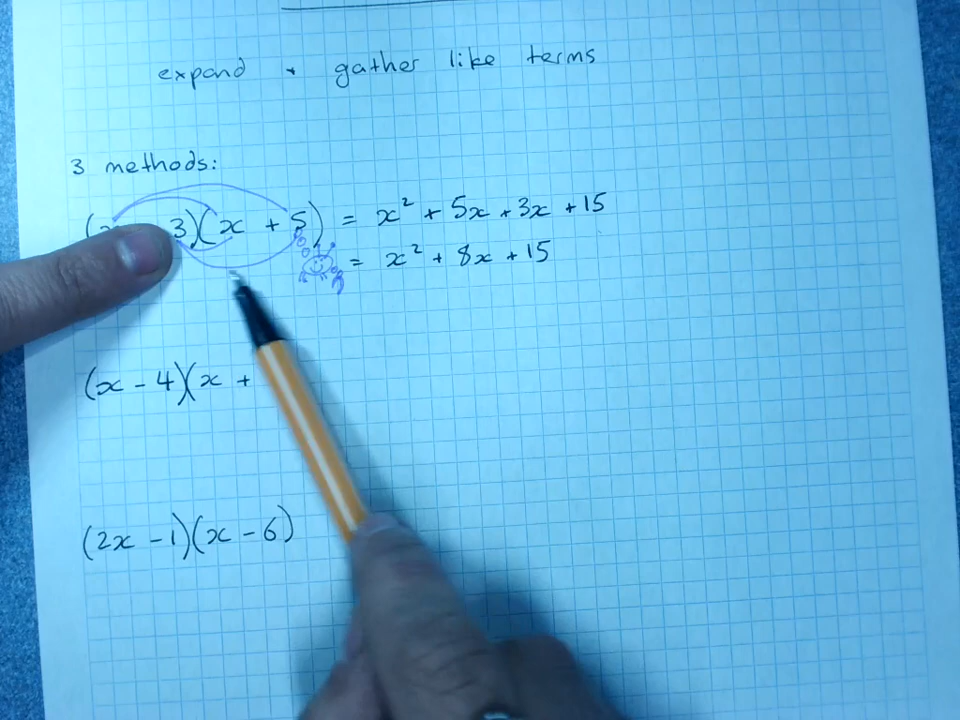 expand + gather like terms
3 methods:
3)(x + 5) = x² + 5x + 3x + 15
= x² + 8x + 15
(x - 4)(x +
(2x - 1)(x - 6)